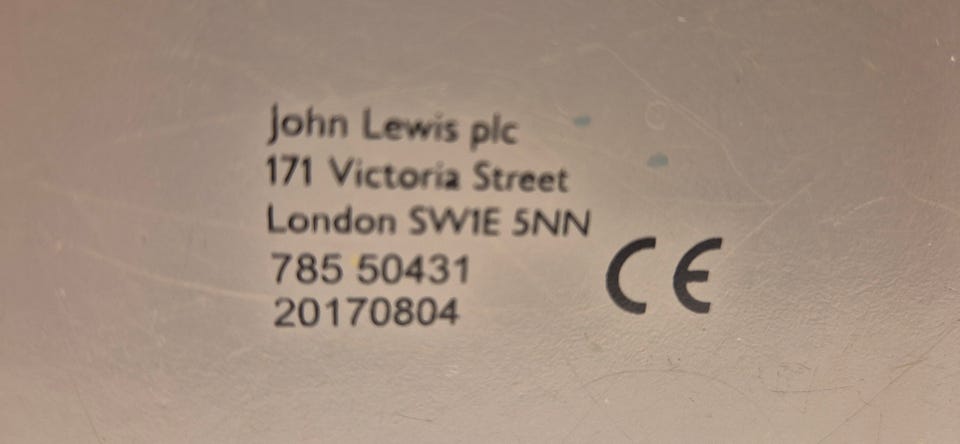 John Lewis plc
171 Victoria Street
London SW1E 5NN
785 50431
20170804
CE